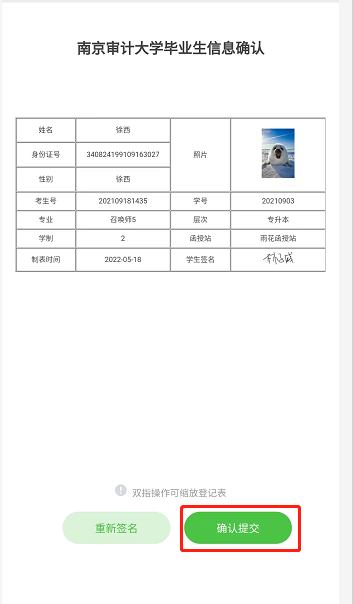 南京审计大学毕业生信息确认
姓名 徐西 照片
身份证号 340824199109163027
性别 徐西
考生号 202109181435 学号 20210903
专业 召唤师5 层次 专升本
学制 2 函授站 雨花函授站
制表时间 2022-05-18 学生签名
双指操作可缩放登记表
重新签名 确认提交